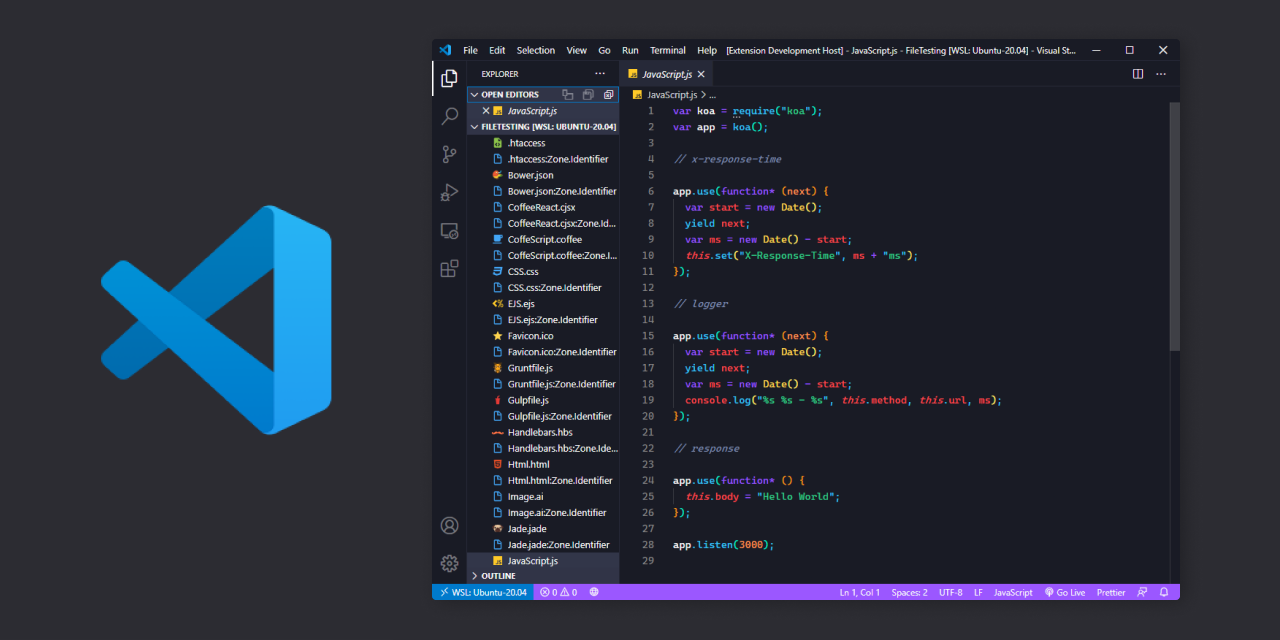 File Edit Selection View Go Run Terminal Help [Extension Development Host] - JavaScript.js - FileTesting [WSL: Ubuntu-20.04] - Visual St...
EXPLORER
OPEN EDITORS
JavaScript.js
FILETESTING [WSL: UBUNTU-20.04]
.htaccess
.htaccess:Zone.Identifier
Bower.json
Bower.json:Zone.Identifier
CoffeeReact.cjsx
CoffeeReact.cjsx:Zone.Id...
CoffeScript.coffee
CoffeScript.coffee:Zone.I...
CSS.css
CSS.css:Zone.Identifier
EJS.ejs
EJS.ejs:Zone.Identifier
Favicon.ico
Favicon.ico:Zone.Identifier
Gruntfile.js
Gruntfile.js:Zone.Identifier
Gulpfile.js
Gulpfile.js:Zone.Identifier
Handlebars.hbs
Handlebars.hbs:Zone.Ide...
Html.html
Html.html:Zone.Identifier
Image.ai
Image.ai:Zone.Identifier
Jade.jade
Jade.jade:Zone.Identifier
JavaScript.js
OUTLINE
JavaScript.js
JavaScript.js > ...
1 var koa = require("koa");
2 var app = koa();
3
4 // x-response-time
5
6 app.use(function* (next) {
7 var start = new Date();
8 yield next;
9 var ms = new Date() - start;
10 this.set("X-Response-Time", ms + "ms");
11 });
12
13 // logger
14
15 app.use(function* (next) {
16 var start = new Date();
17 yield next;
18 var ms = new Date() - start;
19 console.log("%s %s - %s", this.method, this.url, ms);
20 });
21
22 // response
23
24 app.use(function* () {
25 this.body = "Hello World";
26 });
27
28 app.listen(3000);
29
WSL: Ubuntu-20.04 0 0 Ln 1, Col 1 Spaces: 2 UTF-8 LF JavaScript Go Live Prettier